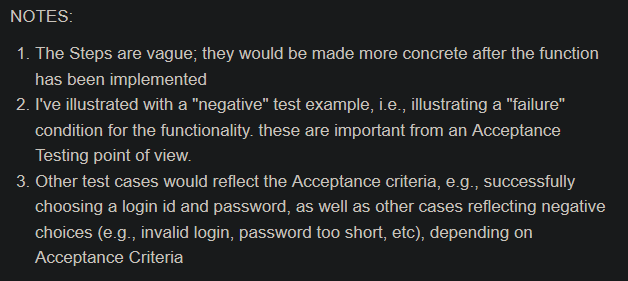 NOTES:
1. The Steps are vague; they would be made more concrete after the function
has been implemented
2. I've illustrated with a "negative" test example, i.e., illustrating a "failure"
condition for the functionality. these are important from an Acceptance
Testing point of view.
3. Other test cases would reflect the Acceptance criteria, e.g., successfully
choosing a login id and password, as well as other cases reflecting negative
choices (e.g., invalid login, password too short, etc), depending on
Acceptance Criteria